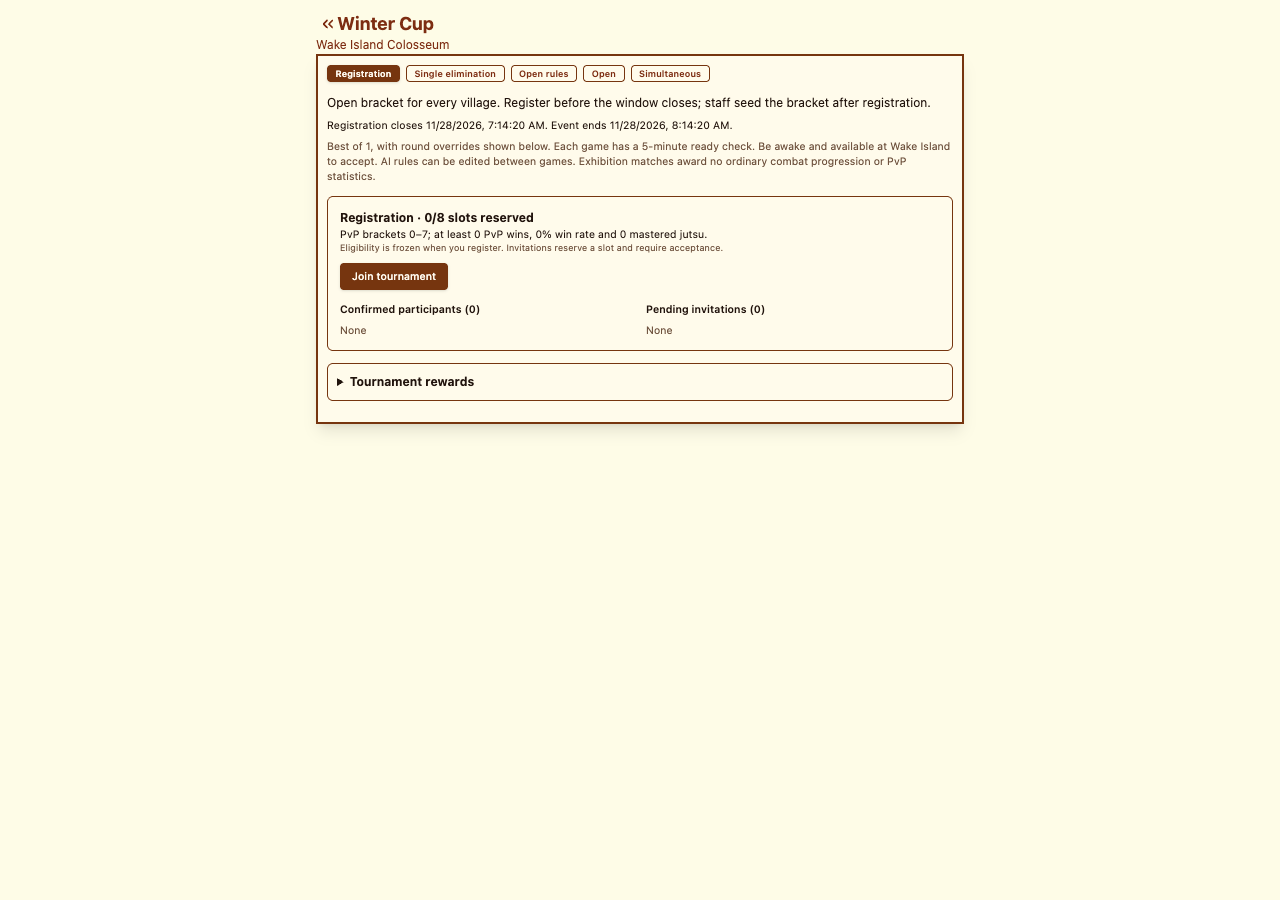 Winter Cup
Wake Island Colosseum
Registration Single elimination Open rules Open Simultaneous
Open bracket for every village. Register before the window closes; staff seed the bracket after registration.
Registration closes 11/28/2026, 7:14:20 AM. Event ends 11/28/2026, 8:14:20 AM.
Best of 1, with round overrides shown below. Each game has a 5-minute ready check. Be awake and available at Wake Island
to accept. AI rules can be edited between games. Exhibition matches award no ordinary combat progression or PvP
statistics.
Registration · 0/8 slots reserved
PvP brackets 0–7; at least 0 PvP wins, 0% win rate and 0 mastered jutsu.
Eligibility is frozen when you register. Invitations reserve a slot and require acceptance.
Join tournament
Confirmed participants (0) Pending invitations (0)
None None
Tournament rewards